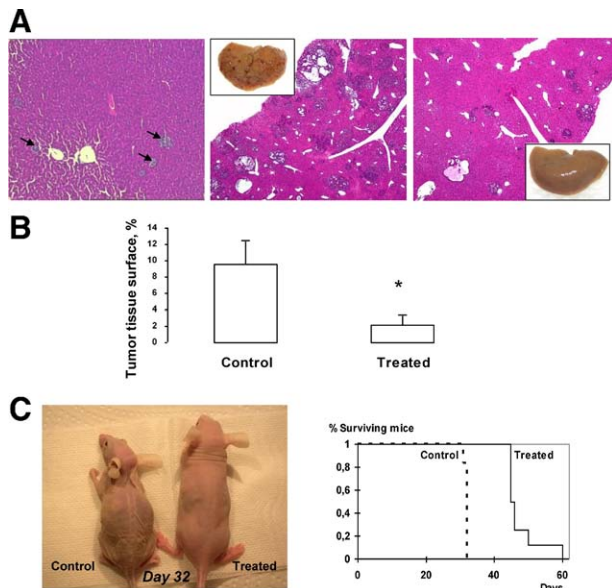 A
B
Tumor tissue surface, %
14
12
10
8
6
4
2
0
*
Control
Treated
C
Control
Day 32
Treated
% Surviving mice
1
0,8
0,6
0,4
0,2
0
Control
Treated
0
20
40
60
Days